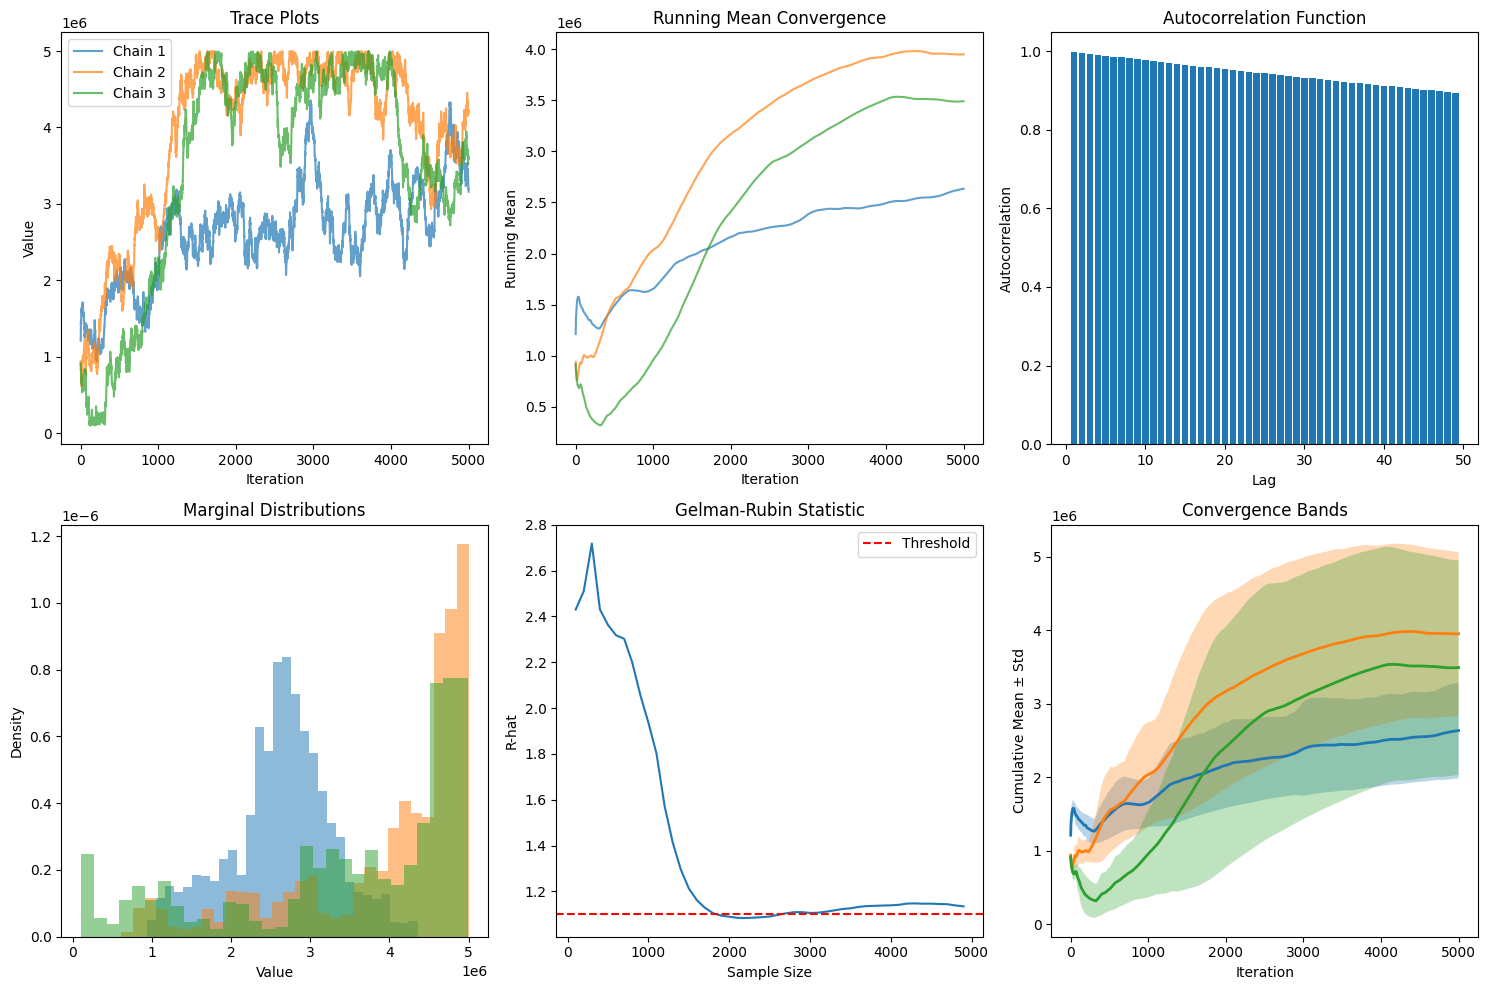 Trace Plots
1e6
Chain 1
Chain 2
Chain 3
5
4
3
2
1
0
Value
0 1000 2000 3000 4000 5000
Iteration
Running Mean Convergence
1e6
4.0
3.5
3.0
2.5
2.0
1.5
1.0
0.5
Running Mean
0 1000 2000 3000 4000 5000
Iteration
Autocorrelation Function
1.0
0.8
0.6
0.4
0.2
0.0
Autocorrelation
0 10 20 30 40 50
Lag
Marginal Distributions
1e−6
1.2
1.0
0.8
0.6
0.4
0.2
0.0
Density
0 1 2 3 4 5
1e6
Value
Gelman-Rubin Statistic
Threshold
2.8
2.6
2.4
2.2
2.0
1.8
1.6
1.4
1.2
R-hat
0 1000 2000 3000 4000 5000
Sample Size
Convergence Bands
1e6
5
4
3
2
1
0
Cumulative Mean ± Std
0 1000 2000 3000 4000 5000
Iteration